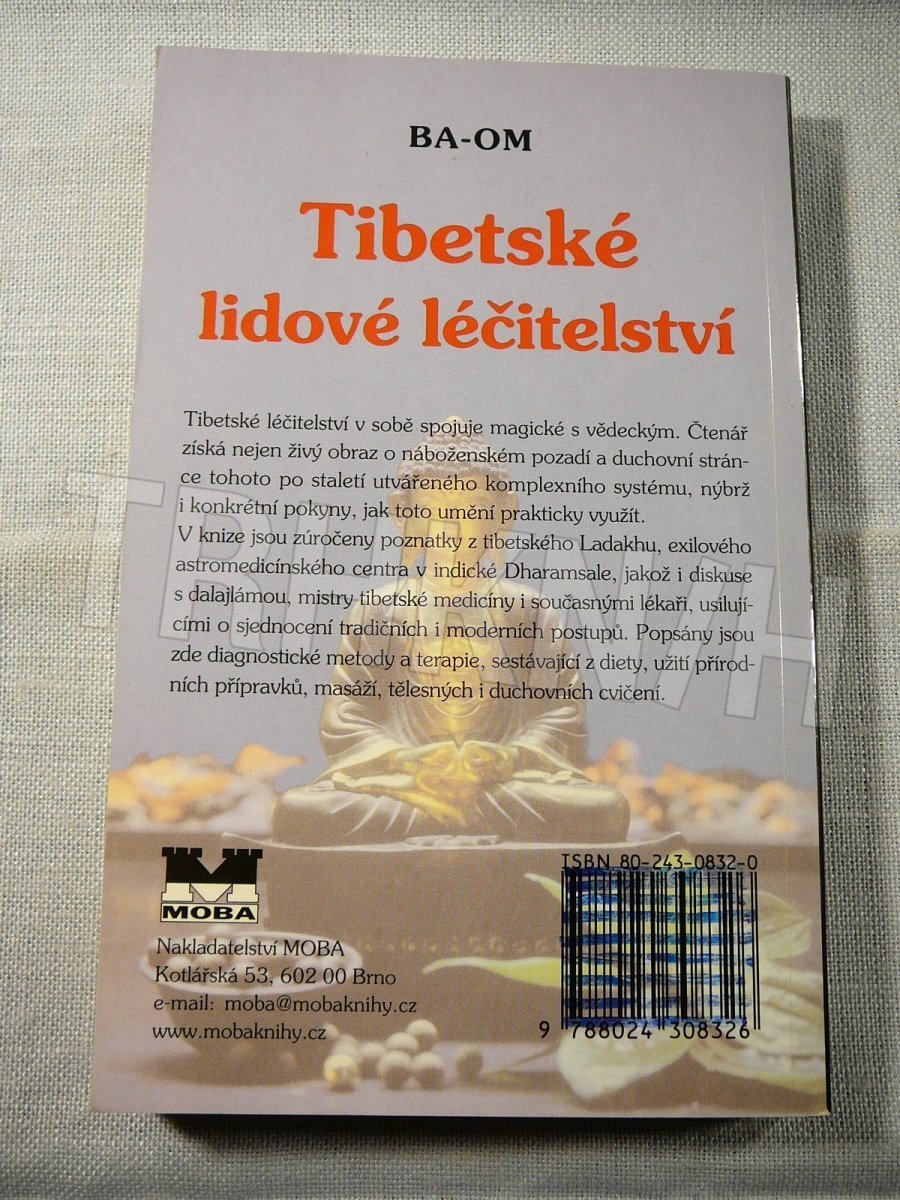 BA-OM
Tibetské
lidové léčitelství
Tibetské léčitelství v sobě spojuje magické s vědeckým. Čtenář
získá nejen živý obraz o náboženském pozadí a duchovní strán-
ce tohoto po staletí utvářeného komplexního systému, nýbrž
i konkrétní pokyny, jak toto umění prakticky využít.
V knize jsou zúročeny poznatky z tibetského Ladakhu, exilového
astromedicínského centra v indické Dharamsale, jakož i diskuse
s dalajlámou, mistry tibetské medicíny i současnými lékaři, usilují-
cími o sjednocení tradičních i moderních postupů. Popsány jsou
zde diagnostické metody a terapie, sestávající z diety, užití přírod-
ních přípravků, masáží, tělesných i duchovních cvičení.
MOBA
Nakladatelství MOBA
Kotlářská 53, 602 00 Brno
e-mail: moba@mobaknihy.cz
www.mobaknihy.cz
ISBN 80-243-0832-0
9 788024 308326